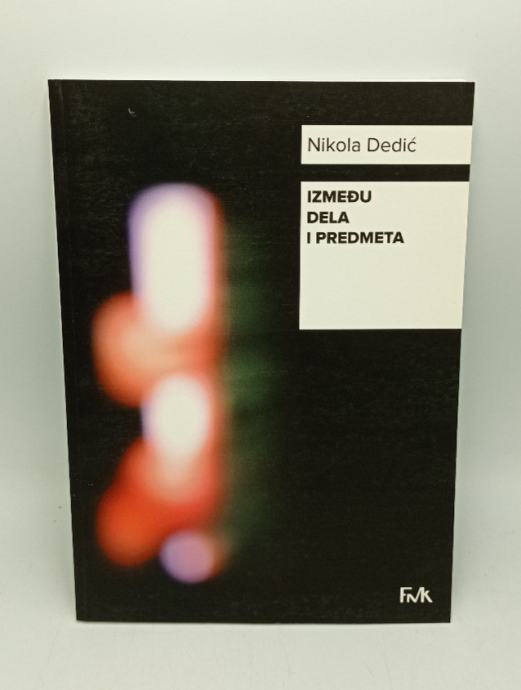 Nikola Dedić
IZMEĐU
DELA
I PREDMETA
FMK